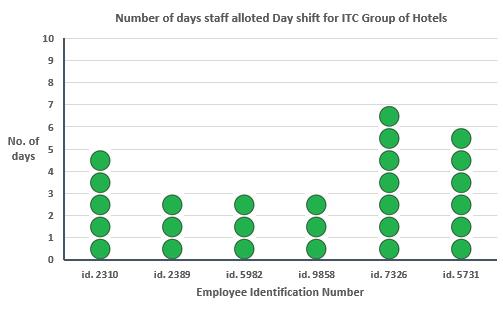 Number of days staff alloted Day shift for ITC Group of Hotels
10
9
8
7
6
5
4
3
2
1
0
No. of
days
id. 2310 id. 2389 id. 5982 id. 9858 id. 7326 id. 5731
Employee Identification Number